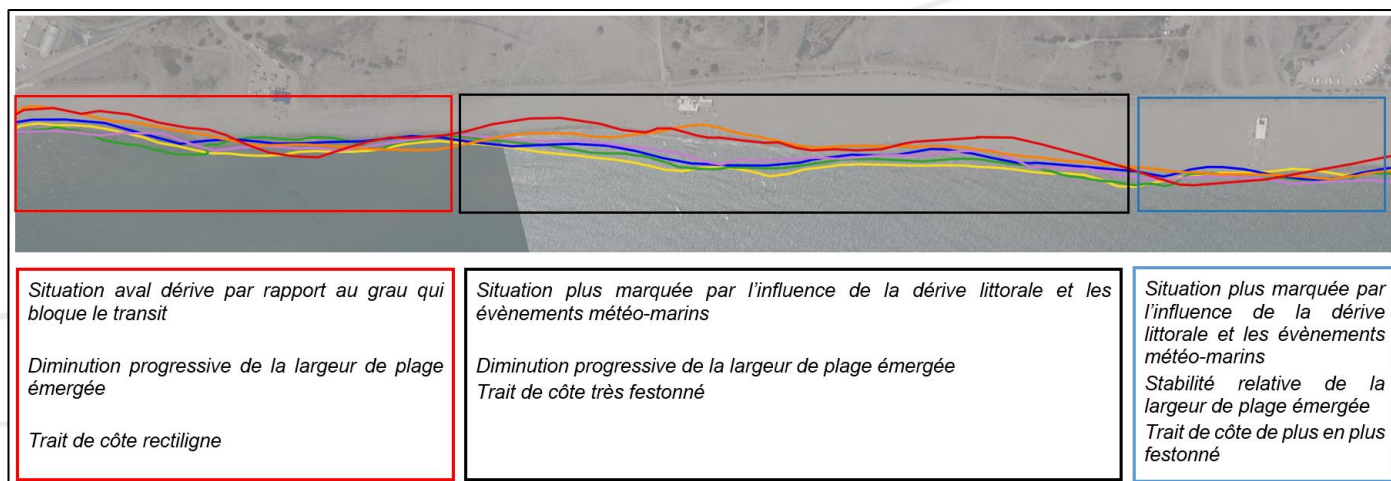 Situation aval dérive par rapport au grau qui
bloque le transit
Diminution progressive de la largeur de plage
émergée
Trait de côte rectiligne
Situation plus marquée par l'influence de la dérive littorale et les
évènements météo-marins
Diminution progressive de la largeur de plage émergée
Trait de côte très festonné
Situation plus marquée par
l'influence de la dérive
littorale et les évènements
météo-marins
Stabilité relative de la
largeur de plage émergée
Trait de côte de plus en plus
festonné